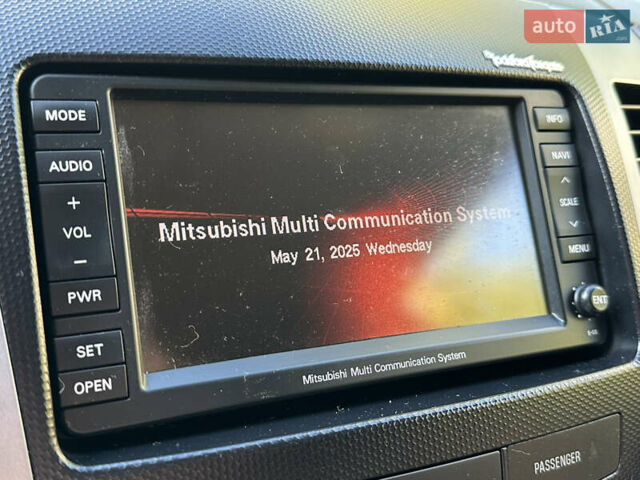 auto RIA
.com
Rockford Fosgate
MODE
AUDIO
+
VOL
−
PWR
SET
OPEN
Mitsubishi Multi Communication System
May 21, 2025 Wednesday
INFO
NAVI
SCALE
MENU
ENT
Mitsubishi Multi Communication System
PASSENGER